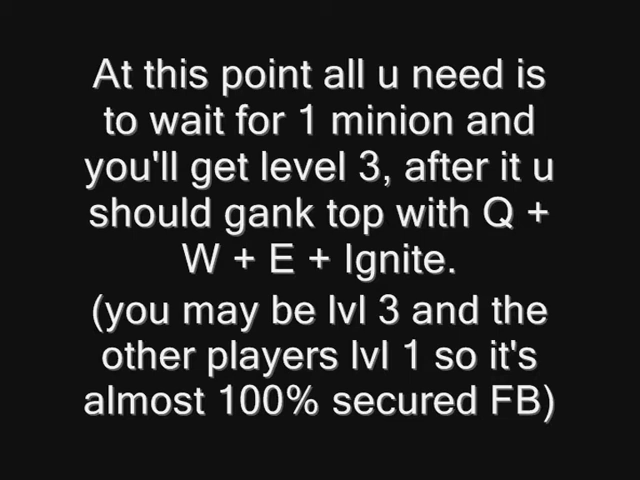 At this point all u need is
to wait for 1 minion and
you'll get level 3, after it u
should gank top with Q +
W + E + Ignite.
(you may be lvl 3 and the
other players lvl 1 so it's
almost 100% secured FB)